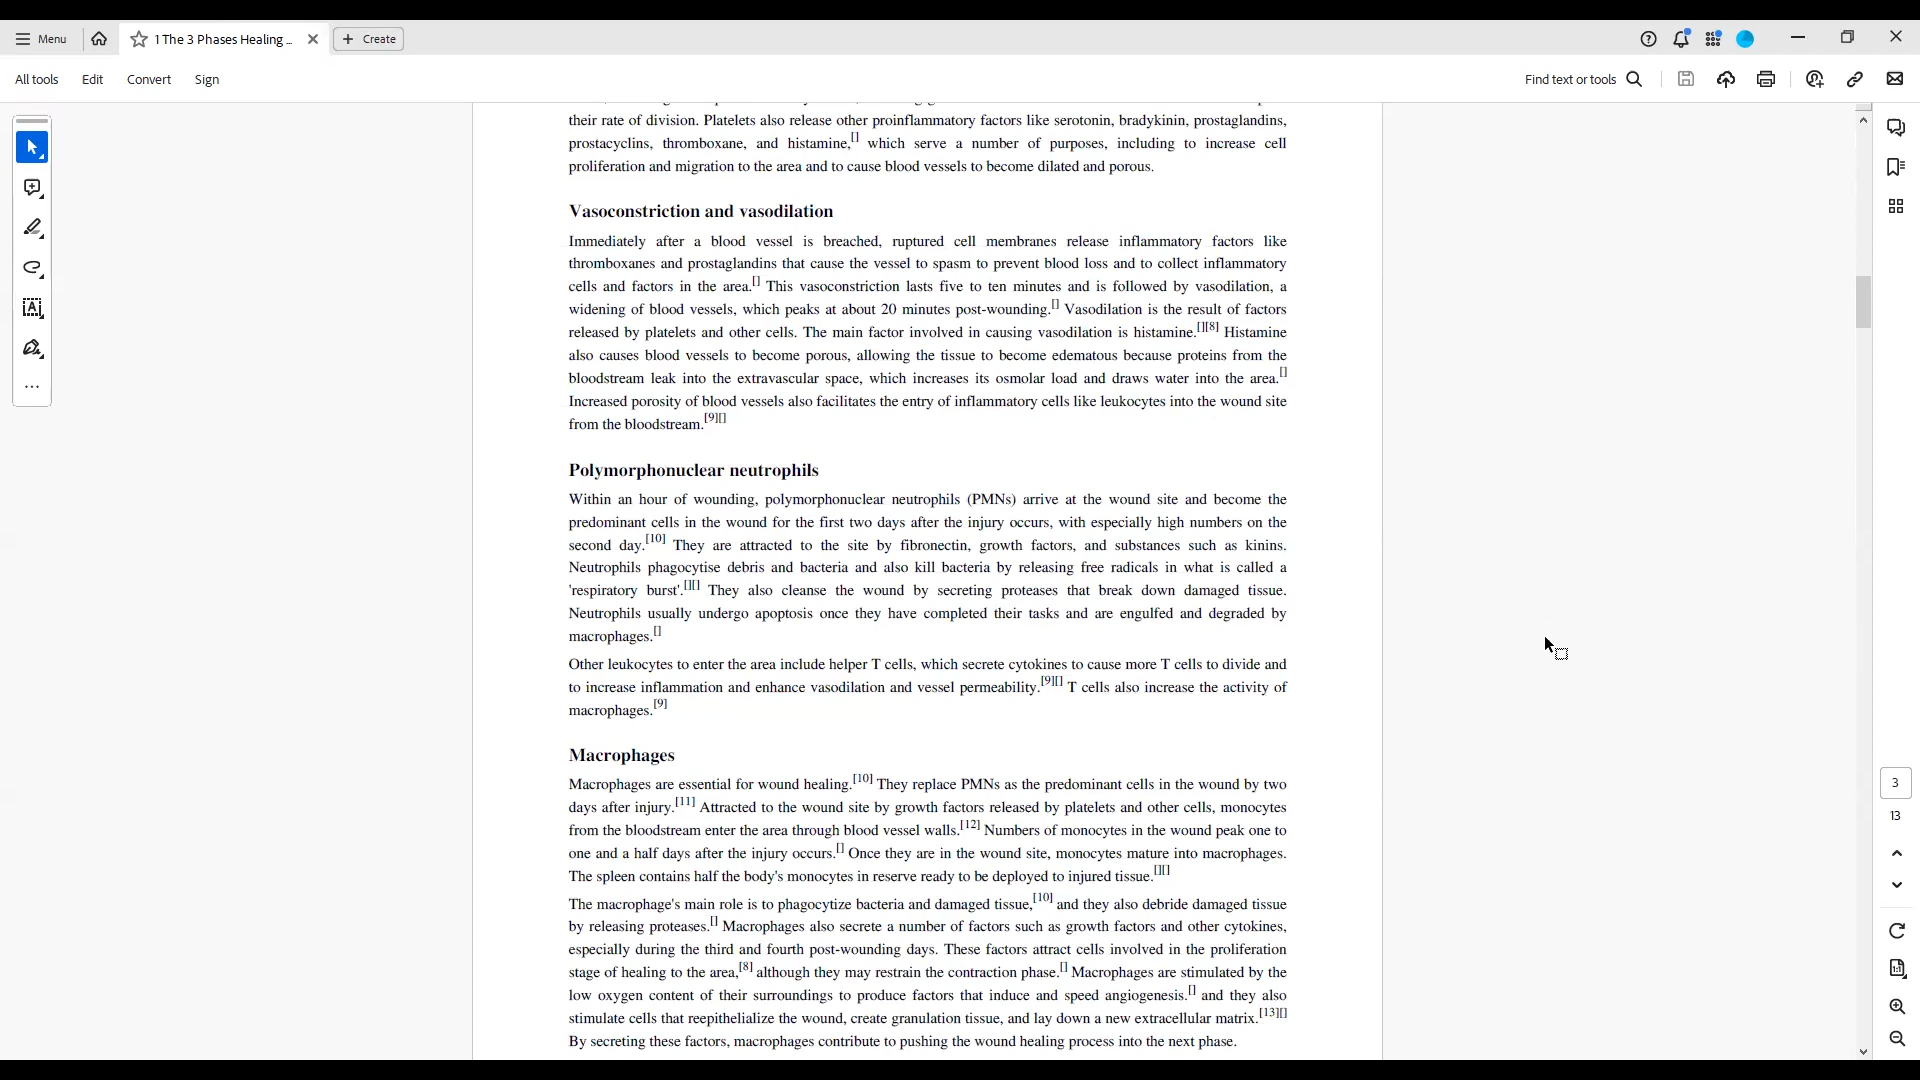 Menu
1 The 3 Phases Healing ...
Create
All tools
Edit
Convert
Sign
Find text or tools
their rate of division. Platelets also release other proinflammatory factors like serotonin, bradykinin, prostaglandins,
prostacyclins, thromboxane, and histamine,[] which serve a number of purposes, including to increase cell
proliferation and migration to the area and to cause blood vessels to become dilated and porous.
Vasoconstriction and vasodilation
Immediately after a blood vessel is breached, ruptured cell membranes release inflammatory factors like
thromboxanes and prostaglandins that cause the vessel to spasm to prevent blood loss and to collect inflammatory
cells and factors in the area.[] This vasoconstriction lasts five to ten minutes and is followed by vasodilation, a
widening of blood vessels, which peaks at about 20 minutes post-wounding.[] Vasodilation is the result of factors
released by platelets and other cells. The main factor involved in causing vasodilation is histamine.[][8] Histamine
also causes blood vessels to become porous, allowing the tissue to become edematous because proteins from the
bloodstream leak into the extravascular space, which increases its osmolar load and draws water into the area.[]
Increased porosity of blood vessels also facilitates the entry of inflammatory cells like leukocytes into the wound site
from the bloodstream.[9][]
Polymorphonuclear neutrophils
Within an hour of wounding, polymorphonuclear neutrophils (PMNs) arrive at the wound site and become the
predominant cells in the wound for the first two days after the injury occurs, with especially high numbers on the
second day.[10] They are attracted to the site by fibronectin, growth factors, and substances such as kinins.
Neutrophils phagocytise debris and bacteria and also kill bacteria by releasing free radicals in what is called a
'respiratory burst'.[][] They also cleanse the wound by secreting proteases that break down damaged tissue.
Neutrophils usually undergo apoptosis once they have completed their tasks and are engulfed and degraded by
macrophages.[]
Other leukocytes to enter the area include helper T cells, which secrete cytokines to cause more T cells to divide and
to increase inflammation and enhance vasodilation and vessel permeability.[9][] T cells also increase the activity of
macrophages.[9]
Macrophages
Macrophages are essential for wound healing.[10] They replace PMNs as the predominant cells in the wound by two
days after injury.[11] Attracted to the wound site by growth factors released by platelets and other cells, monocytes
from the bloodstream enter the area through blood vessel walls.[12] Numbers of monocytes in the wound peak one to
one and a half days after the injury occurs.[] Once they are in the wound site, monocytes mature into macrophages.
The spleen contains half the body's monocytes in reserve ready to be deployed to injured tissue.[][]
The macrophage's main role is to phagocytize bacteria and damaged tissue,[10] and they also debride damaged tissue
by releasing proteases.[] Macrophages also secrete a number of factors such as growth factors and other cytokines,
especially during the third and fourth post-wounding days. These factors attract cells involved in the proliferation
stage of healing to the area,[8] although they may restrain the contraction phase.[] Macrophages are stimulated by the
low oxygen content of their surroundings to produce factors that induce and speed angiogenesis.[] and they also
stimulate cells that reepithelialize the wound, create granulation tissue, and lay down a new extracellular matrix.[13][]
By secreting these factors, macrophages contribute to pushing the wound healing process into the next phase.
3
13